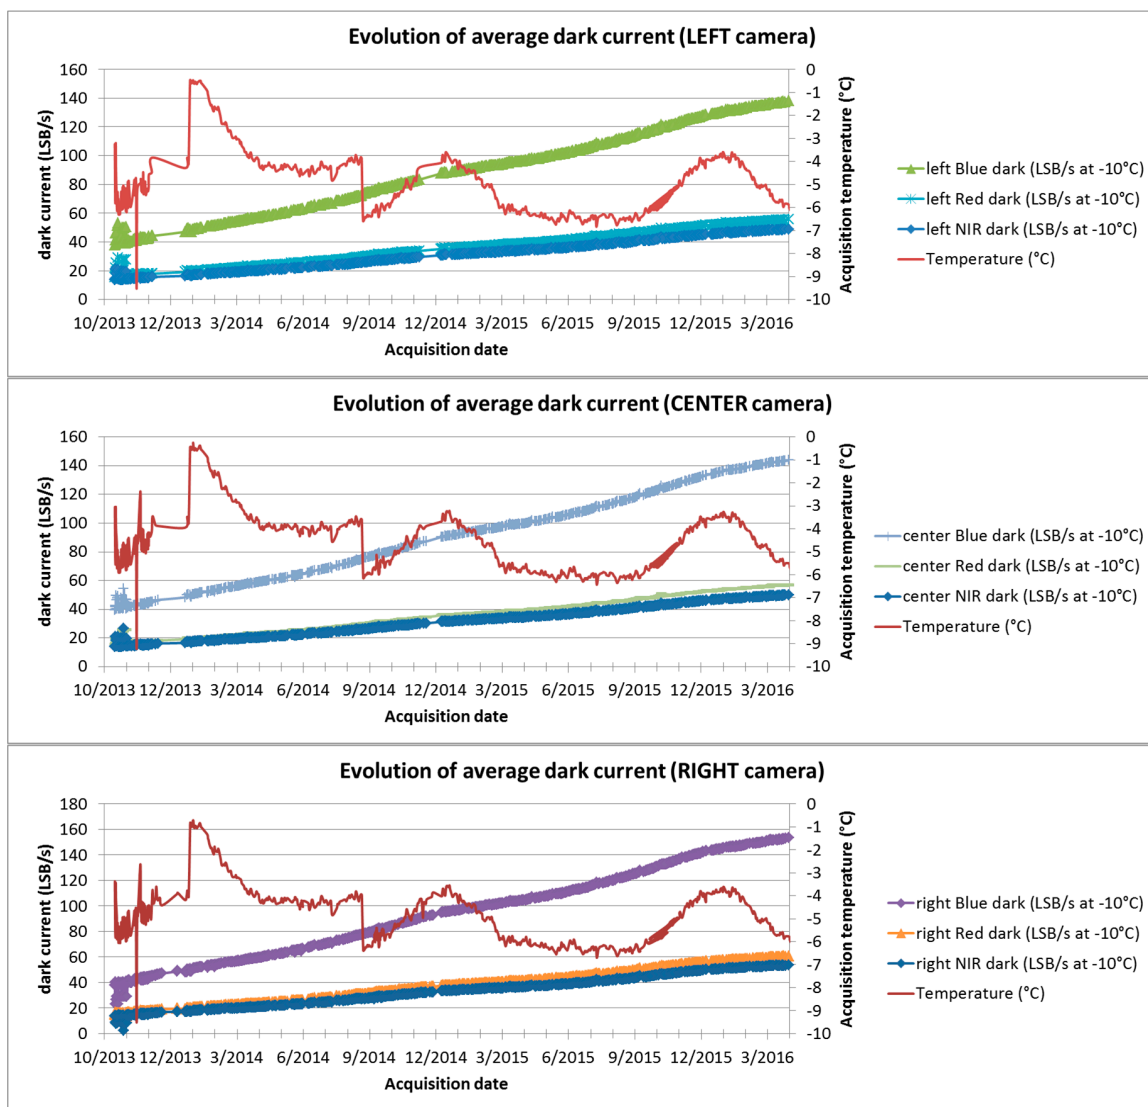 Evolution of average dark current (LEFT camera)
160
140
120
100
80
60
40
20
0
dark current (LSB/s)
0
-1
-2
-3
-4
-5
-6
-7
-8
-9
-10
Acquisition temperature (°C)
10/2013 12/2013 3/2014 6/2014 9/2014 12/2014 3/2015 6/2015 9/2015 12/2015 3/2016
Acquisition date
left Blue dark (LSB/s at -10°C)
left Red dark (LSB/s at -10°C)
left NIR dark (LSB/s at -10°C)
Temperature (°C)
Evolution of average dark current (CENTER camera)
160
140
120
100
80
60
40
20
0
dark current (LSB/s)
0
-1
-2
-3
-4
-5
-6
-7
-8
-9
-10
Acquisition temperature (°C)
10/2013 12/2013 3/2014 6/2014 9/2014 12/2014 3/2015 6/2015 9/2015 12/2015 3/2016
Acquisition date
center Blue dark (LSB/s at -10°C)
center Red dark (LSB/s at -10°C)
center NIR dark (LSB/s at -10°C)
Temperature (°C)
Evolution of average dark current (RIGHT camera)
180
160
140
120
100
80
60
40
20
0
dark current (LSB/s)
0
-1
-2
-3
-4
-5
-6
-7
-8
-9
-10
Acquisition temperature (°C)
10/2013 12/2013 3/2014 6/2014 9/2014 12/2014 3/2015 6/2015 9/2015 12/2015 3/2016
Acquisition date
right Blue dark (LSB/s at -10°C)
right Red dark (LSB/s at -10°C)
right NIR dark (LSB/s at -10°C)
Temperature (°C)